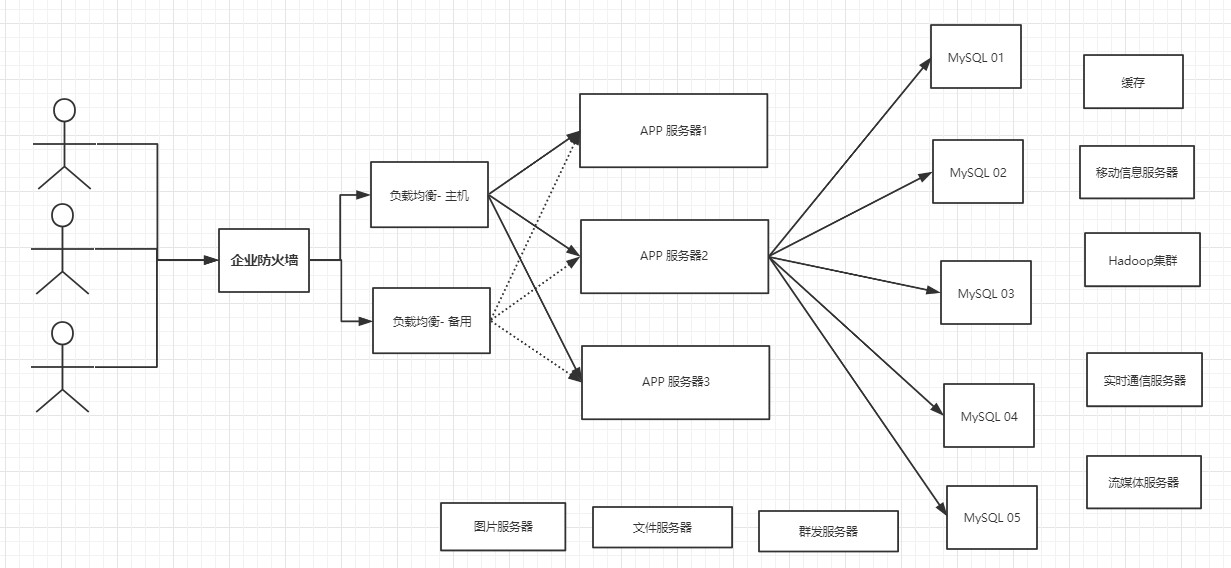 企业防火墙
负载均衡- 主机
负载均衡- 备用
APP 服务器1
APP 服务器2
APP 服务器3
MySQL 01
MySQL 02
MySQL 03
MySQL 04
MySQL 05
缓存
移动信息服务器
Hadoop集群
实时通信服务器
流媒体服务器
图片服务器
文件服务器
群发服务器